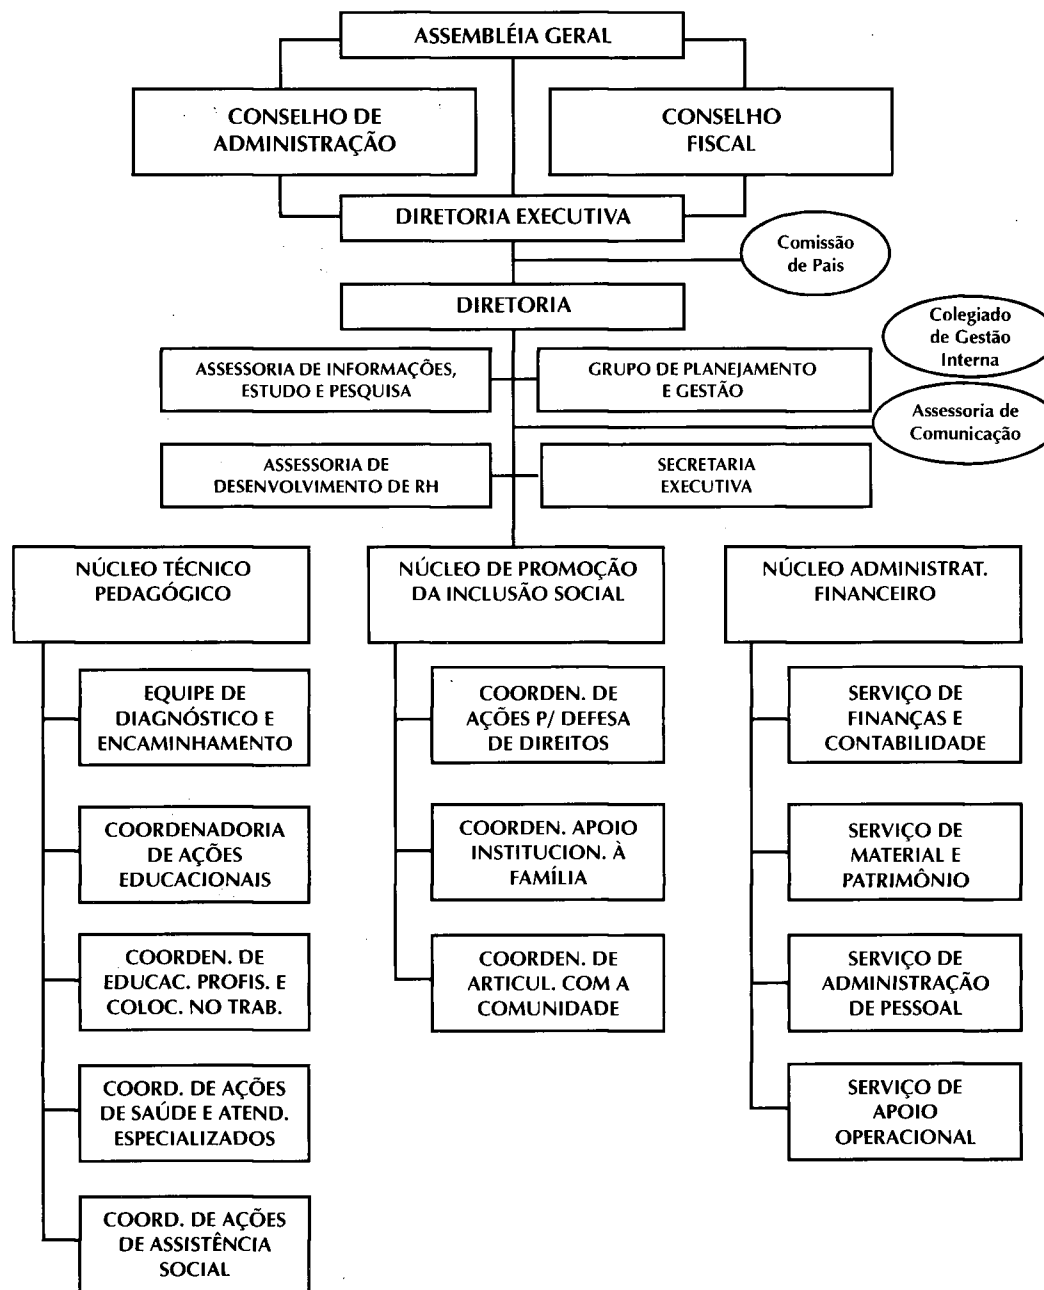 ASSEMBLÉIA GERAL
CONSELHO DE
ADMINISTRAÇÃO
CONSELHO
FISCAL
DIRETORIA EXECUTIVA
Comissão
de Pais
DIRETORIA
Colegiado
de Gestão
Interna
ASSESSORIA DE INFORMAÇÕES,
ESTUDO E PESQUISA
GRUPO DE PLANEJAMENTO
E GESTÃO
Assessoria de
Comunicação
ASSESSORIA DE
DESENVOLVIMENTO DE RH
SECRETARIA
EXECUTIVA
NÚCLEO TÉCNICO
PEDAGÓGICO
EQUIPE DE
DIAGNÓSTICO E
ENCAMINHAMENTO
COORDENADORIA
DE AÇÕES
EDUCACIONAIS
COORDEN. DE
EDUCAC. PROFIS. E
COLOC. NO TRAB.
COORD. DE AÇÕES
DE SAÚDE E ATEND.
ESPECIALIZADOS
COORD. DE AÇÕES
DE ASSISTÊNCIA
SOCIAL
NÚCLEO DE PROMOÇÃO
DA INCLUSÃO SOCIAL
COORDEN. DE
AÇÕES P/ DEFESA
DE DIREITOS
COORDEN. APOIO
INSTITUCION. À
FAMÍLIA
COORDEN. DE
ARTICUL. COM A
COMUNIDADE
NÚCLEO ADMINISTRAT.
FINANCEIRO
SERVIÇO DE
FINANÇAS E
CONTABILIDADE
SERVIÇO DE
MATERIAL E
PATRIMÔNIO
SERVIÇO DE
ADMINISTRAÇÃO
DE PESSOAL
SERVIÇO DE
APOIO
OPERACIONAL